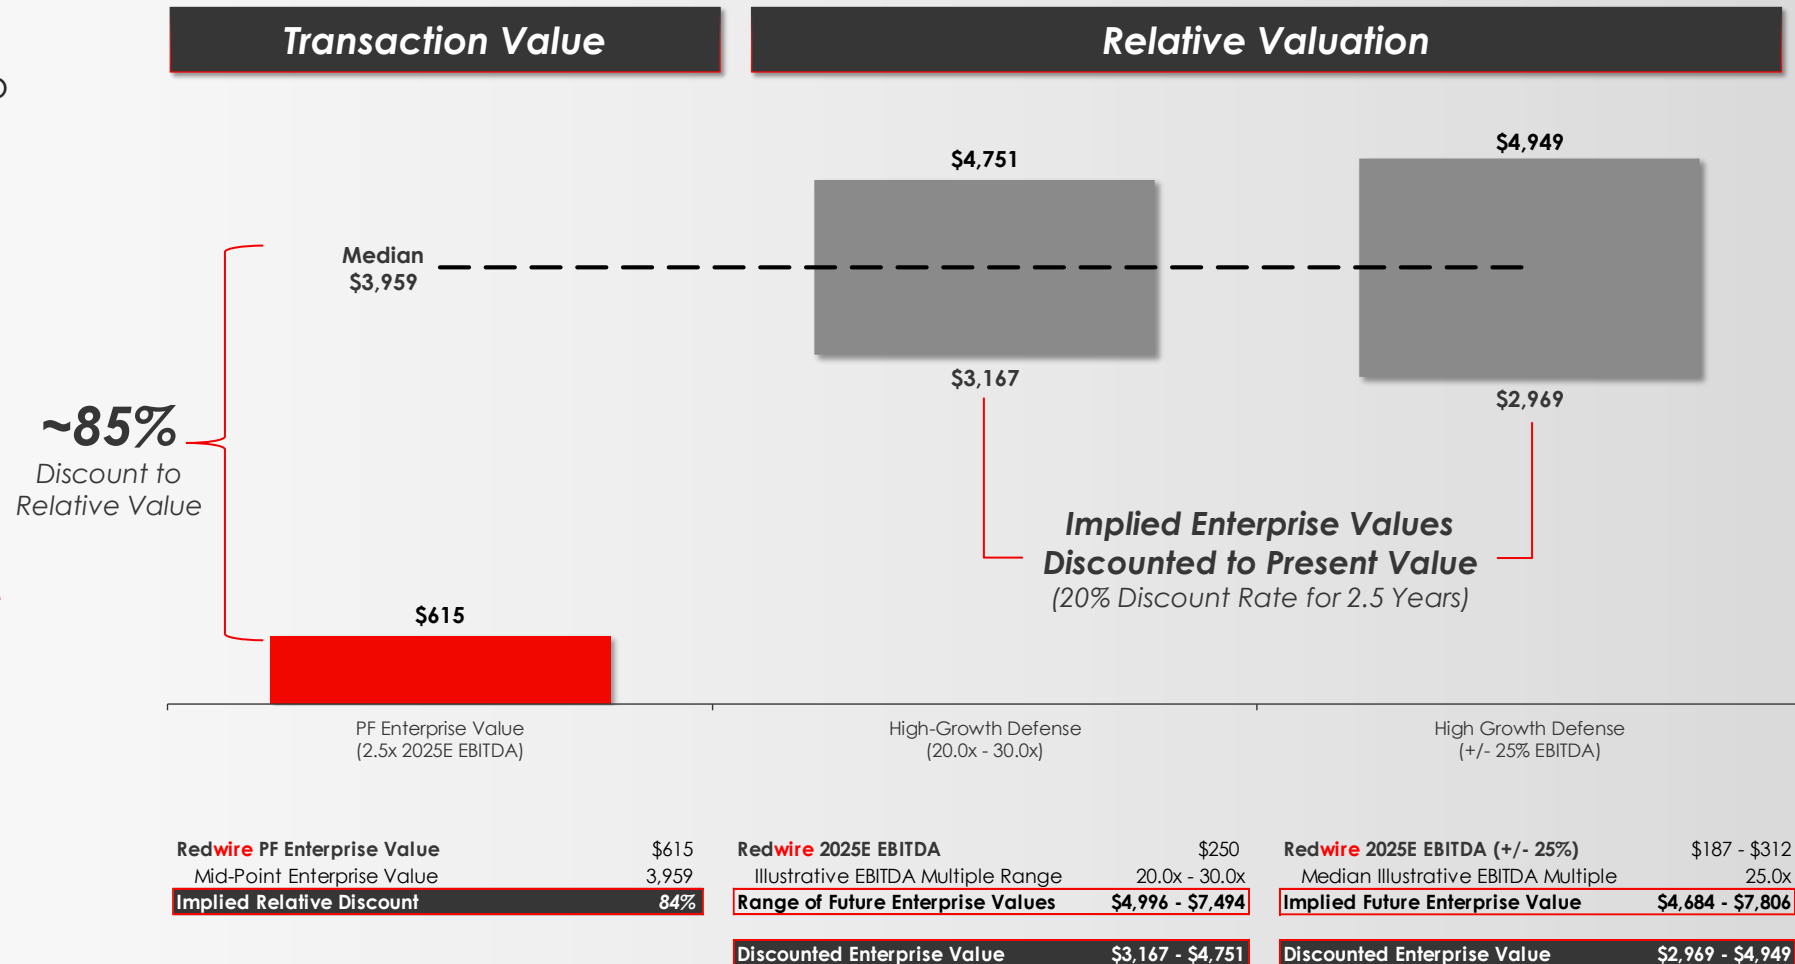 Transaction Value
Relative Valuation
$4,751
$4,949
Median
$3,959
$3,167
$2,969
~85%
Discount to
Relative Value
Implied Enterprise Values
Discounted to Present Value
(20% Discount Rate for 2.5 Years)
$615
PF Enterprise Value
(2.5x 2025E EBITDA)
High-Growth Defense
(20.0x - 30.0x)
High Growth Defense
(+/- 25% EBITDA)
Redwire PF Enterprise Value $615
Mid-Point Enterprise Value 3,959
Implied Relative Discount 84%
Redwire 2025E EBITDA $250
Illustrative EBITDA Multiple Range 20.0x - 30.0x
Range of Future Enterprise Values $4,996 - $7,494
Discounted Enterprise Value $3,167 - $4,751
Redwire 2025E EBITDA (+/- 25%) $187 - $312
Median Illustrative EBITDA Multiple 25.0x
Implied Future Enterprise Value $4,684 - $7,806
Discounted Enterprise Value $2,969 - $4,949